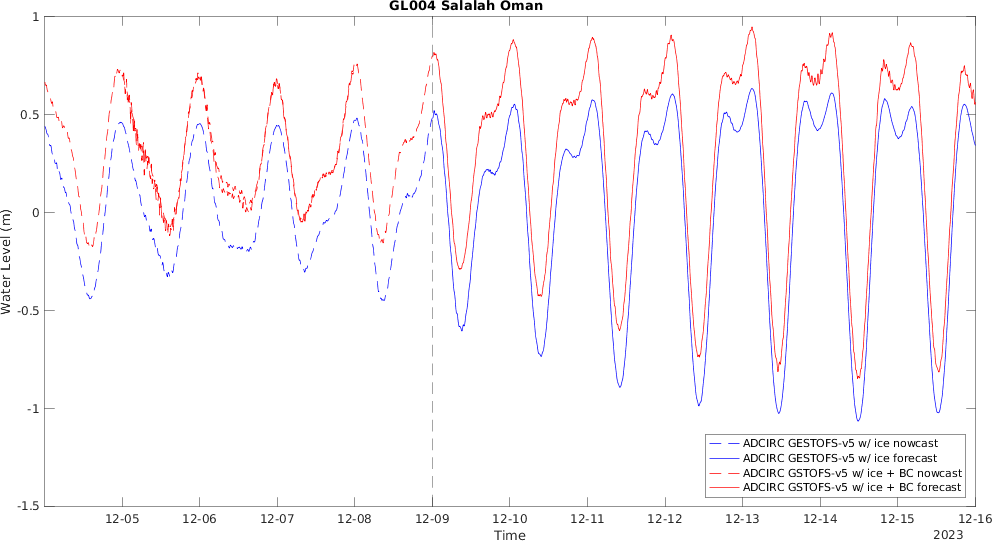 GL004 Salalah Oman
1
0.5
0
-0.5
-1
-1.5
Water Level (m)
12-05 12-06 12-07 12-08 12-09 12-10 12-11 12-12 12-13 12-14 12-15 12-16
Time
2023
ADCIRC GESTOFS-v5 w/ ice nowcast
ADCIRC GESTOFS-v5 w/ ice forecast
ADCIRC GSTOFS-v5 w/ ice + BC nowcast
ADCIRC GSTOFS-v5 w/ ice + BC forecast